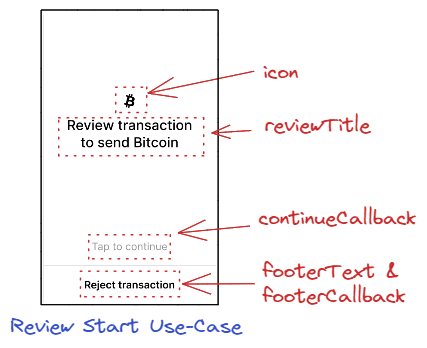 icon
Review transaction
to send Bitcoin
reviewTitle
continueCallback
Tap to continue
footerText &
footerCallback
Reject transaction
Review Start Use-Case